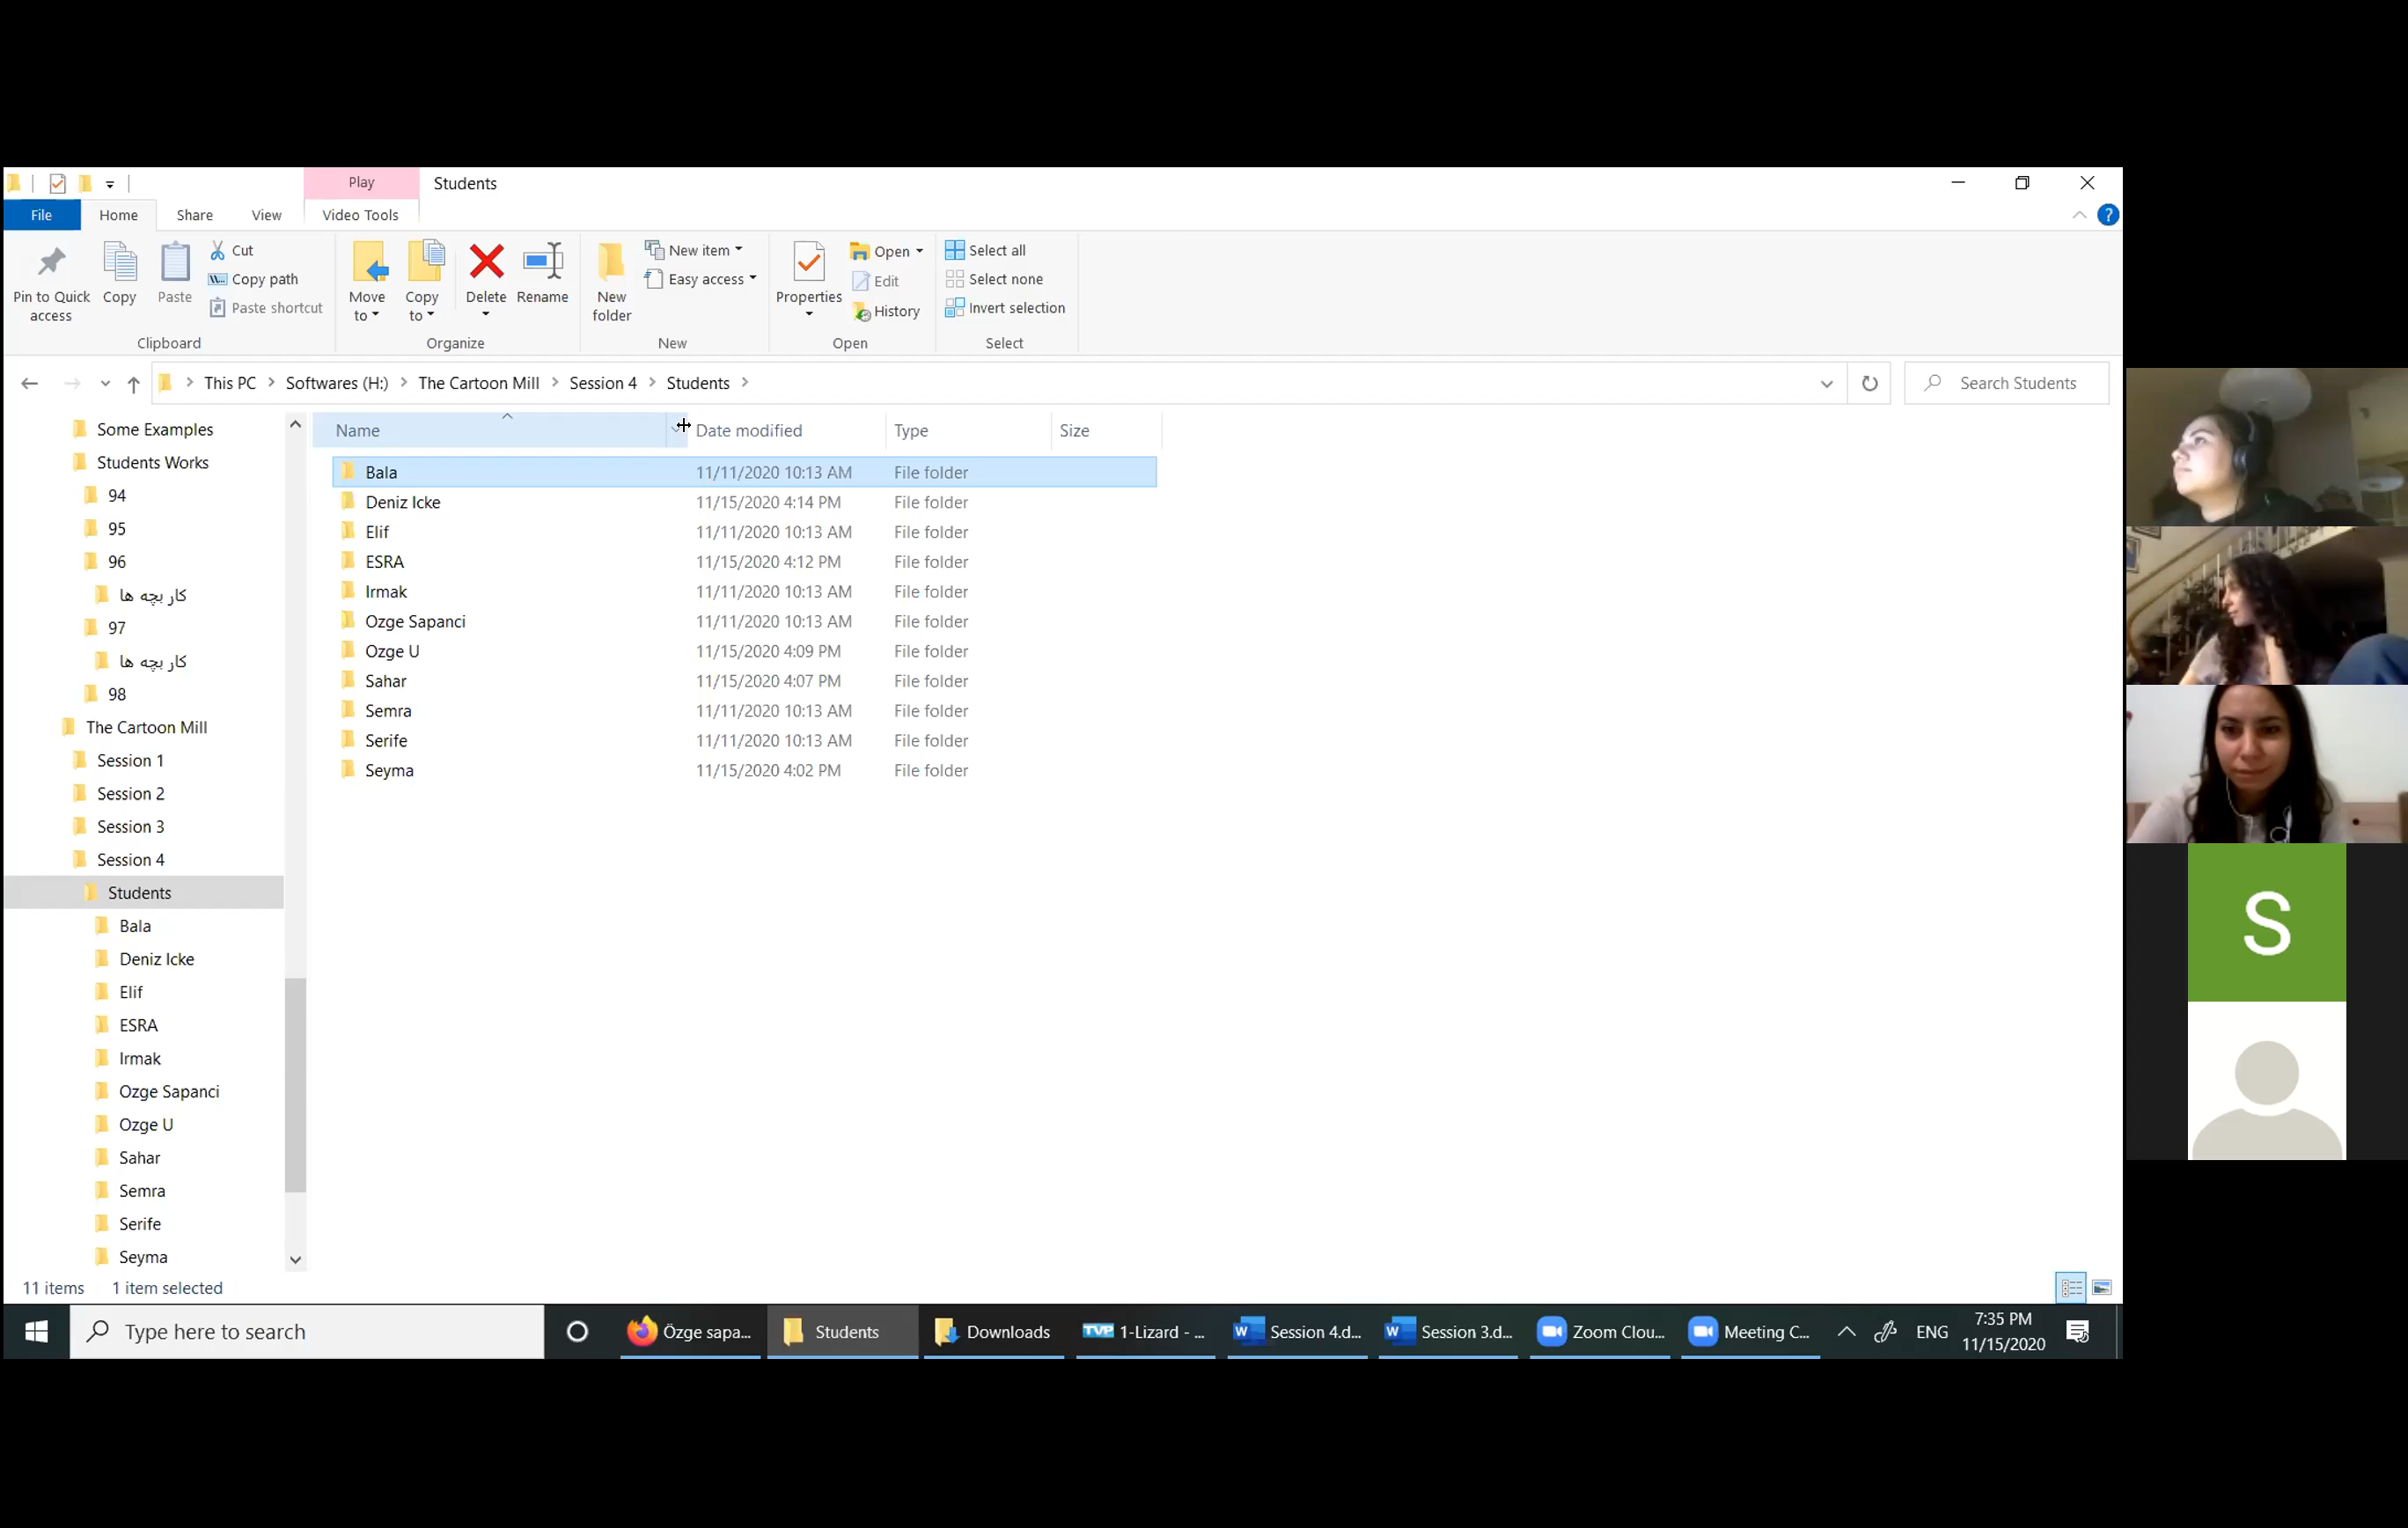 Play Students
File Home Share View Video Tools
Pin to Quick access
Copy
Paste
Cut
Copy path
Paste shortcut
Clipboard
Move to
Copy to
Delete
Rename
Organize
New folder
New item
Easy access
New
Properties
Open
Edit
History
Open
Select all
Select none
Invert selection
Select
This PC > Softwares (H:) > The Cartoon Mill > Session 4 > Students >
Search Students
Some Examples
Students Works
94
95
96
کار بچه ها
97
کار بچه ها
98
The Cartoon Mill
Session 1
Session 2
Session 3
Session 4
Students
Bala
Deniz Icke
Elif
ESRA
Irmak
Ozge Sapanci
Ozge U
Sahar
Semra
Serife
Seyma
Name Date modified Type Size
Bala 11/11/2020 10:13 AM File folder
Deniz Icke 11/15/2020 4:14 PM File folder
Elif 11/11/2020 10:13 AM File folder
ESRA 11/15/2020 4:12 PM File folder
Irmak 11/11/2020 10:13 AM File folder
Ozge Sapanci 11/11/2020 10:13 AM File folder
Ozge U 11/15/2020 4:09 PM File folder
Sahar 11/15/2020 4:07 PM File folder
Semra 11/11/2020 10:13 AM File folder
Serife 11/11/2020 10:13 AM File folder
Seyma 11/15/2020 4:02 PM File folder
S
11 items 1 item selected
Type here to search
Özge sapa...
Students
Downloads
TVP 1-Lizard - ...
W Session 4.d...
W Session 3.d...
Zoom Clou...
Meeting C...
ENG
7:35 PM
11/15/2020